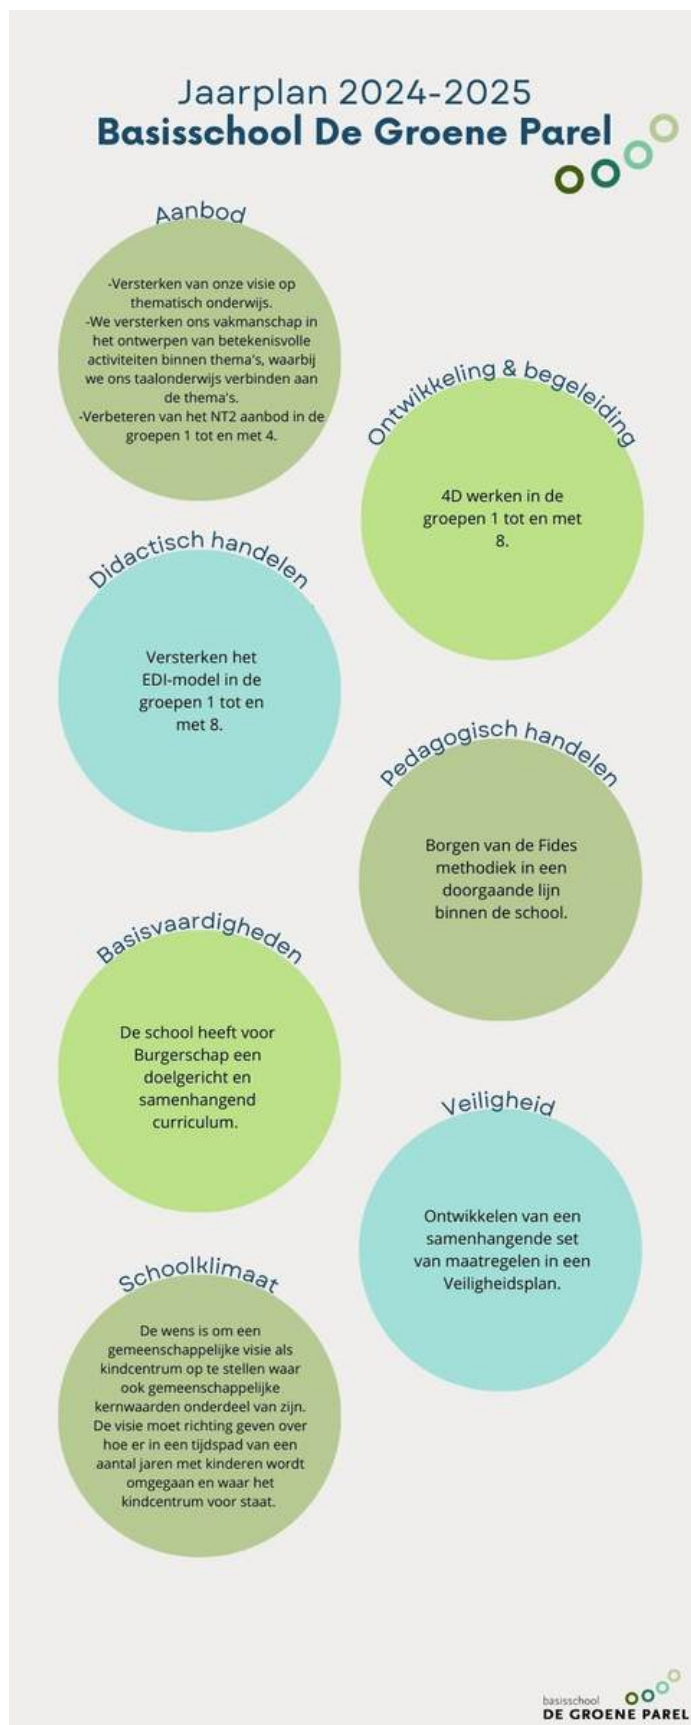 Jaarplan 2024-2025
Basisschool De Groene Parel
Aanbod
-Versterken van onze visie op
thematisch onderwijs.
-We versterken ons vakmanschap in
het ontwerpen van betekenisvolle
activiteiten binnen thema's, waarbij
we ons taalonderwijs verbinden aan
de thema's.
-Verbeteren van het NT2 aanbod in de
groepen 1 tot en met 4.
Ontwikkeling & begeleiding
4D werken in de
groepen 1 tot en met
8.
Didactisch handelen
Versterken het
EDI-model in de
groepen 1 tot en
met 8.
Pedagogisch handelen
Borgen van de Fides
methodiek in een
doorgaande lijn
binnen de school.
Basisvaardigheden
De school heeft voor
Burgerschap een
doelgericht en
samenhangend
curriculum.
Veiligheid
Ontwikkelen van een
samenhangende set
van maatregelen in een
Veiligheidsplan.
Schoolklimaat
De wens is om een
gemeenschappelijke visie als
kindcentrum op te stellen waar
ook gemeenschappelijke
kernwaarden onderdeel van zijn.
De visie moet richting geven over
hoe er in een tijdspad van een
aantal jaren met kinderen wordt
omgegaan en waar het
kindcentrum voor staat.
basisschool
DE GROENE PAREL